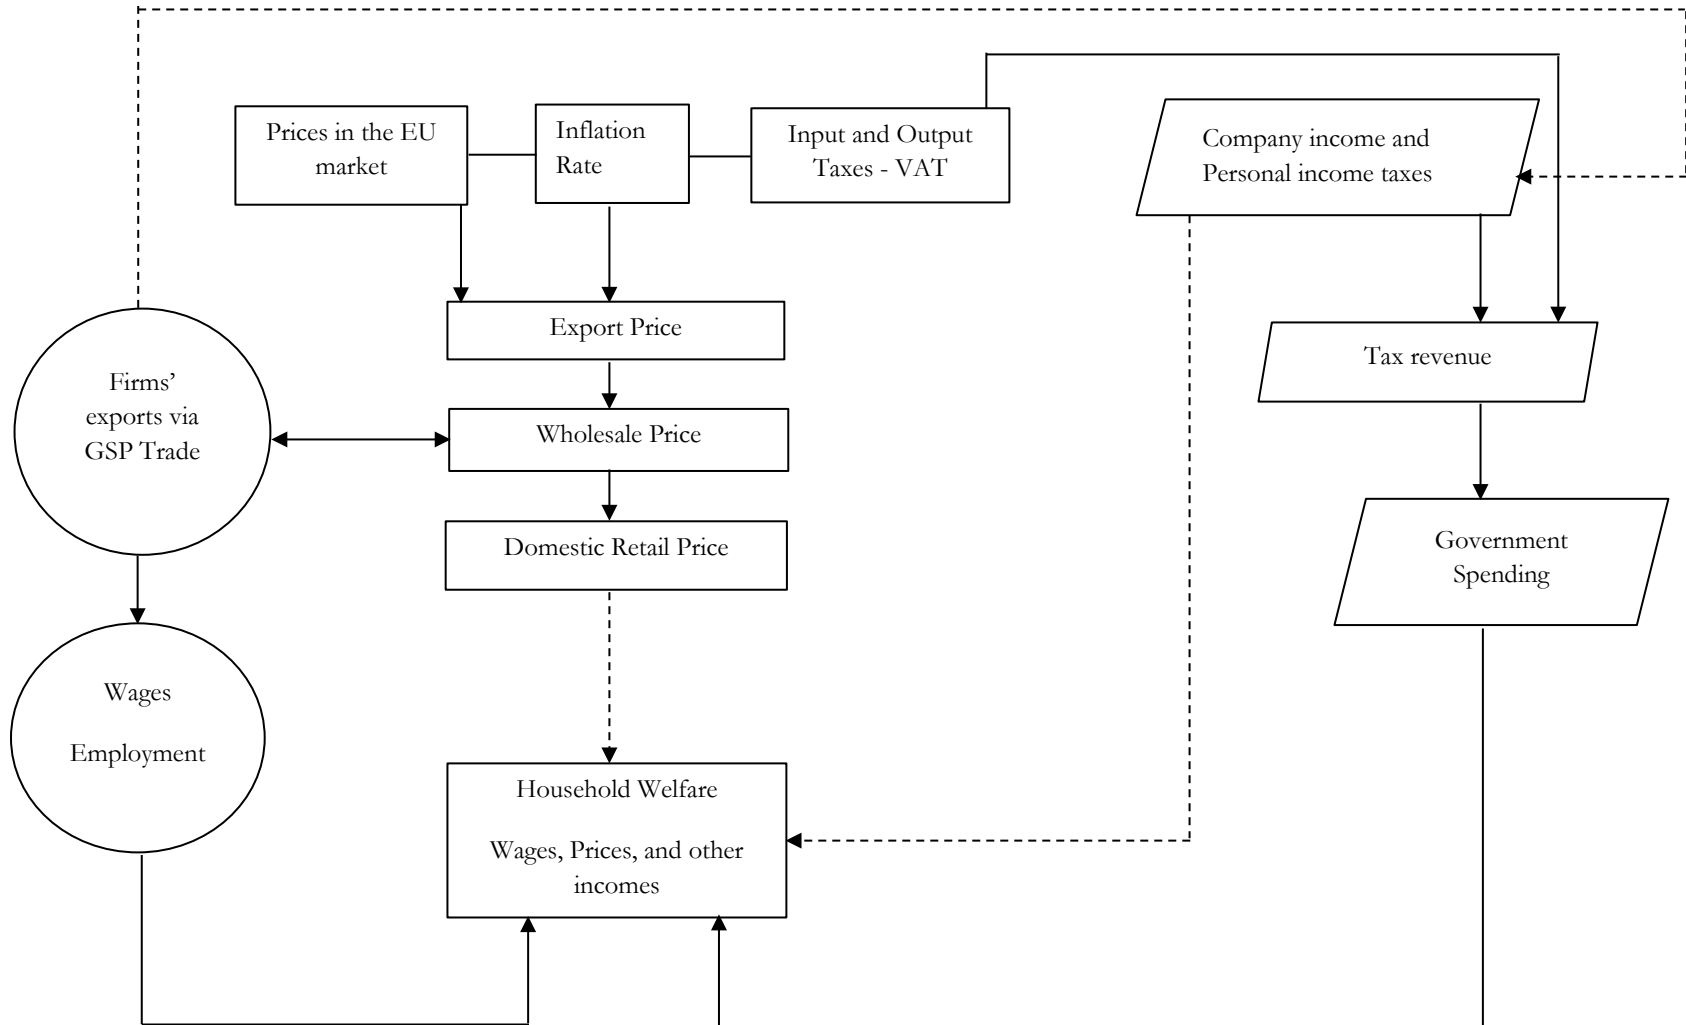 Prices in the EU
market
Inflation
Rate
Input and Output
Taxes - VAT
Company income and
Personal income taxes
Export Price
Tax revenue
Firms’
exports via
GSP Trade
Wholesale Price
Domestic Retail Price
Government
Spending
Wages
Employment
Household Welfare
Wages, Prices, and other
incomes